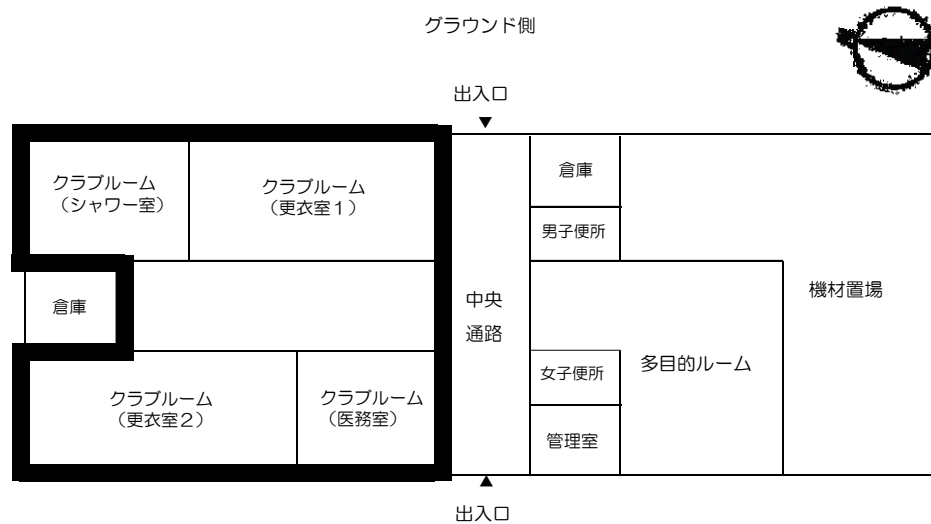 グラウンド側
出入口
▼
クラブルーム
（シャワー室）
クラブルーム
（更衣室１）
倉庫
男子便所
倉庫
中央
通路
機材置場
クラブルーム
（更衣室２）
クラブルーム
（医務室）
女子便所
多目的ルーム
管理室
▲
出入口